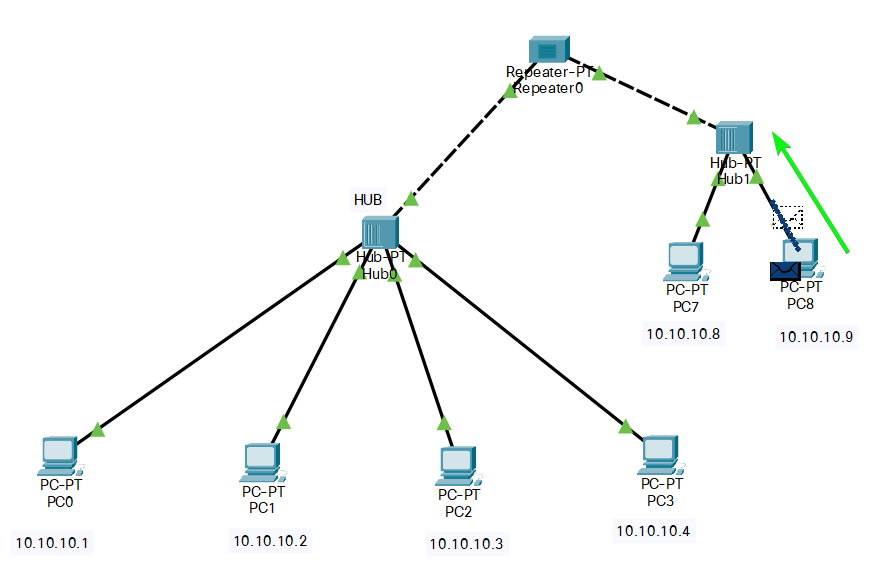 Repeater-PT
Repeater0
Hub-PT
Hub1
HUB
Hub-PT
Hub0
PC-PT
PC7
PC-PT
PC8
10.10.10.8
10.10.10.9
PC-PT
PC0
PC-PT
PC1
PC-PT
PC2
PC-PT
PC3
10.10.10.1
10.10.10.2
10.10.10.3
10.10.10.4